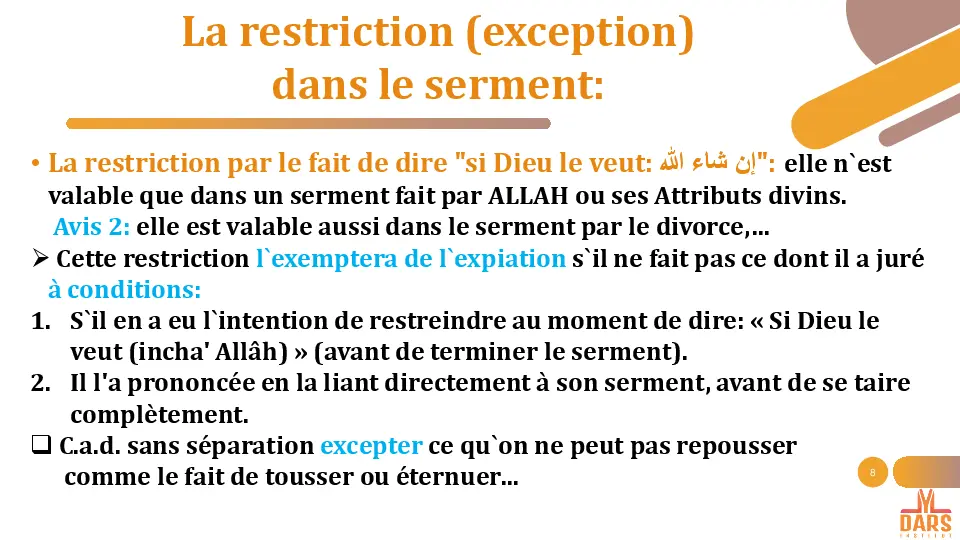 La restriction (exception)
dans le serment:
• La restriction par le fait de dire "si Dieu le veut: إن شاء الله": elle n`est
valable que dans un serment fait par ALLAH ou ses Attributs divins.
Avis 2: elle est valable aussi dans le serment par le divorce,...
➢ Cette restriction l`exemptera de l`expiation s`il ne fait pas ce dont il a juré
à conditions:
1. S`il en a eu l`intention de restreindre au moment de dire: « Si Dieu le
veut (incha' Allâh) » (avant de terminer le serment).
2. Il l'a prononcée en la liant directement à son serment, avant de se taire
complètement.
❑ C.a.d. sans séparation excepter ce qu`on ne peut pas repousser
comme le fait de tousser ou éternuer...
8
DARS
INSTITUT